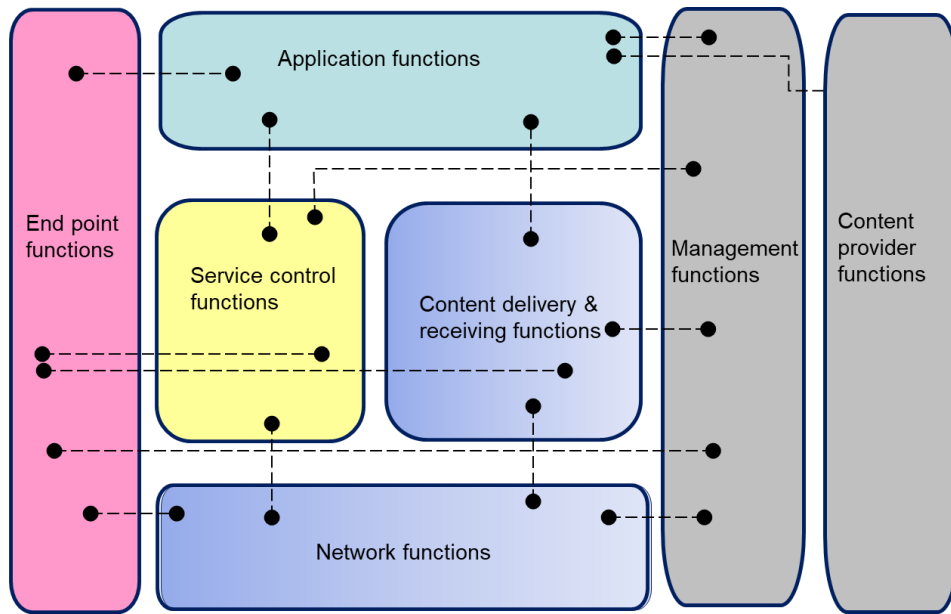 Application functions
End point
functions
Service control
functions
Content delivery &
receiving functions
Management
functions
Content
provider
functions
Network functions